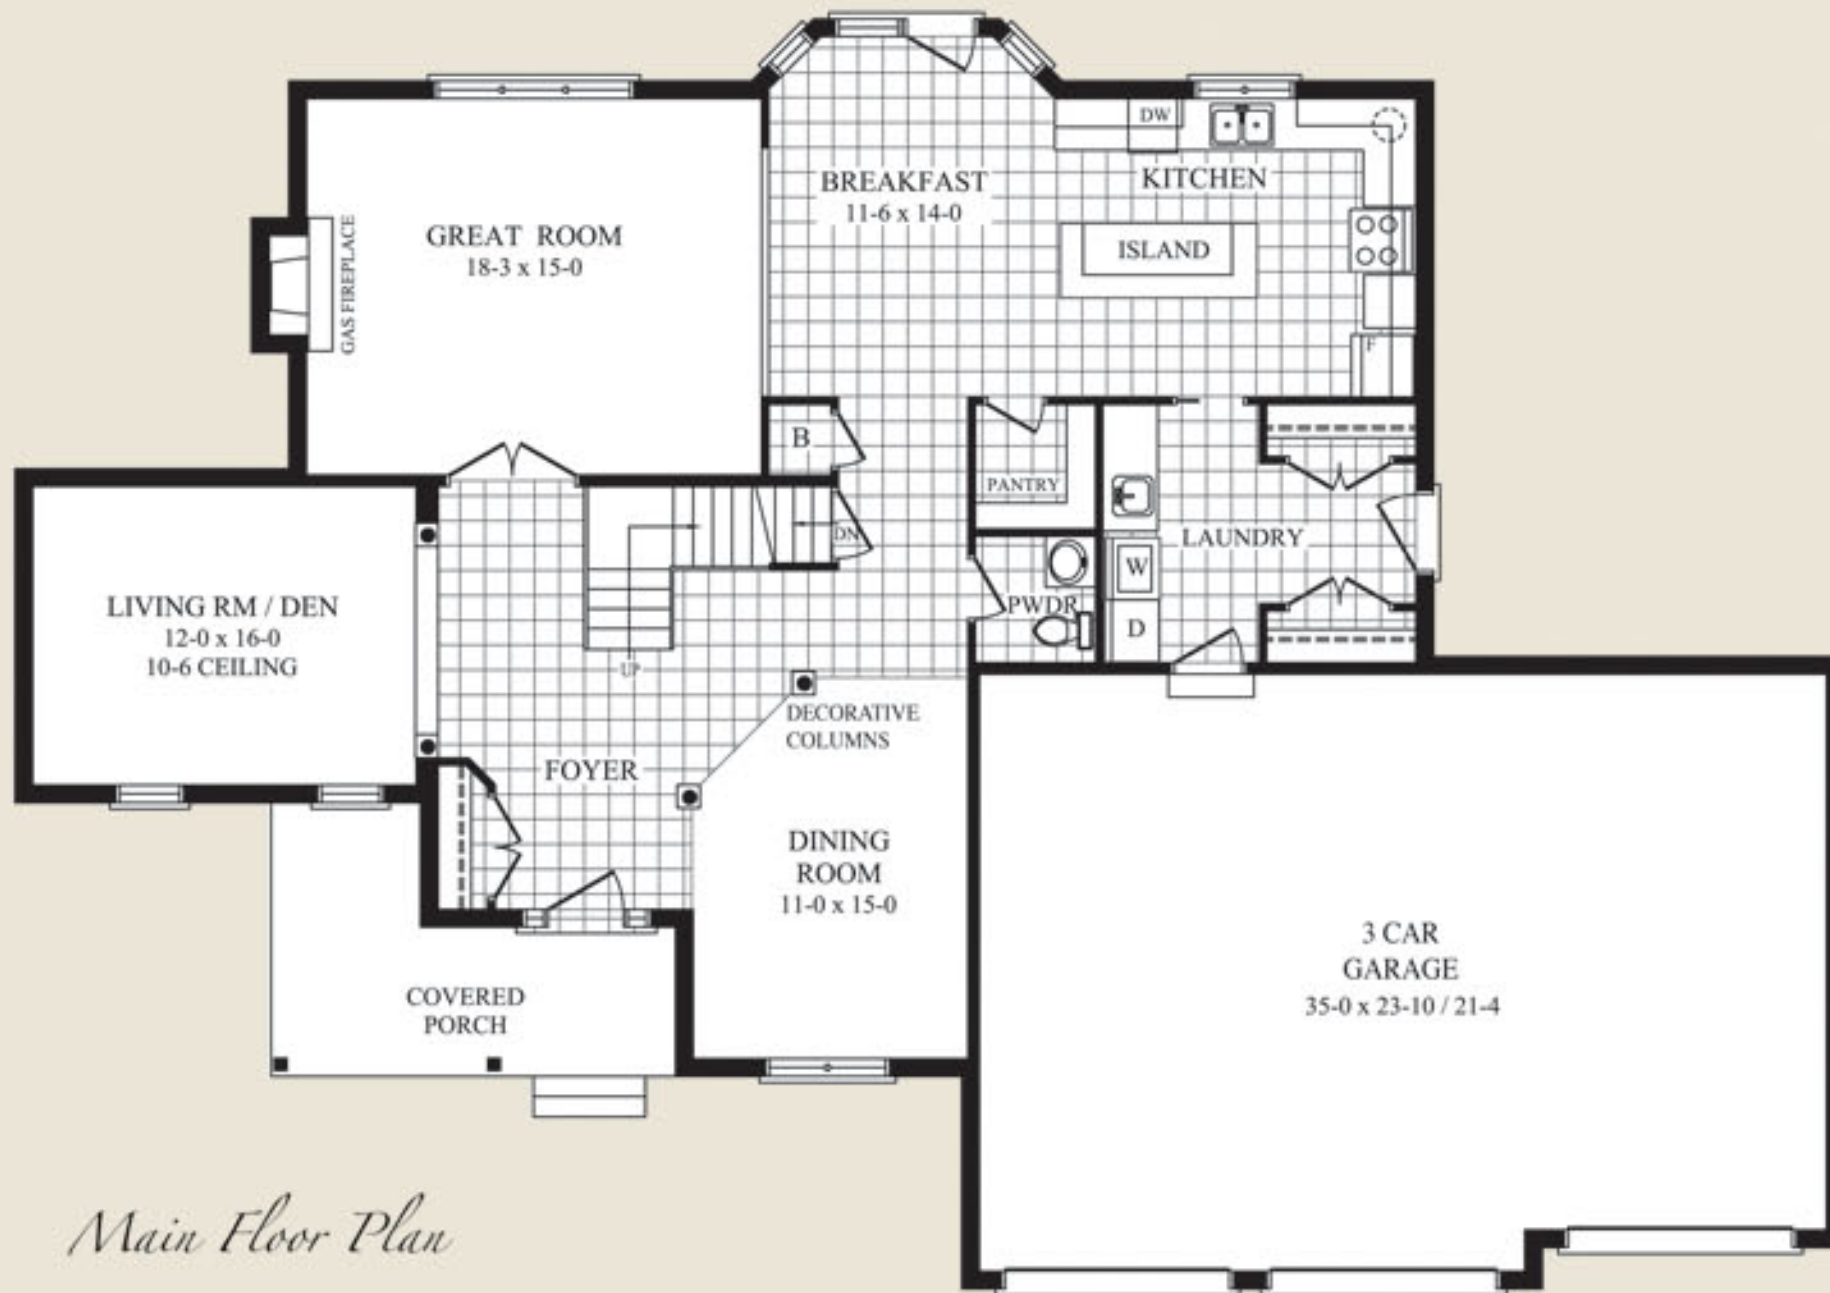 DW
BREAKFAST
11-6 x 14-0
KITCHEN
GREAT ROOM
18-3 x 15-0
GAS FIREPLACE
ISLAND
F
B
PANTRY
DN
LAUNDRY
W
D
PWDR
LIVING RM / DEN
12-0 x 16-0
10-6 CEILING
UP
DECORATIVE
COLUMNS
FOYER
DINING
ROOM
11-0 x 15-0
3 CAR
GARAGE
35-0 x 23-10 / 21-4
COVERED
PORCH
Main Floor Plan